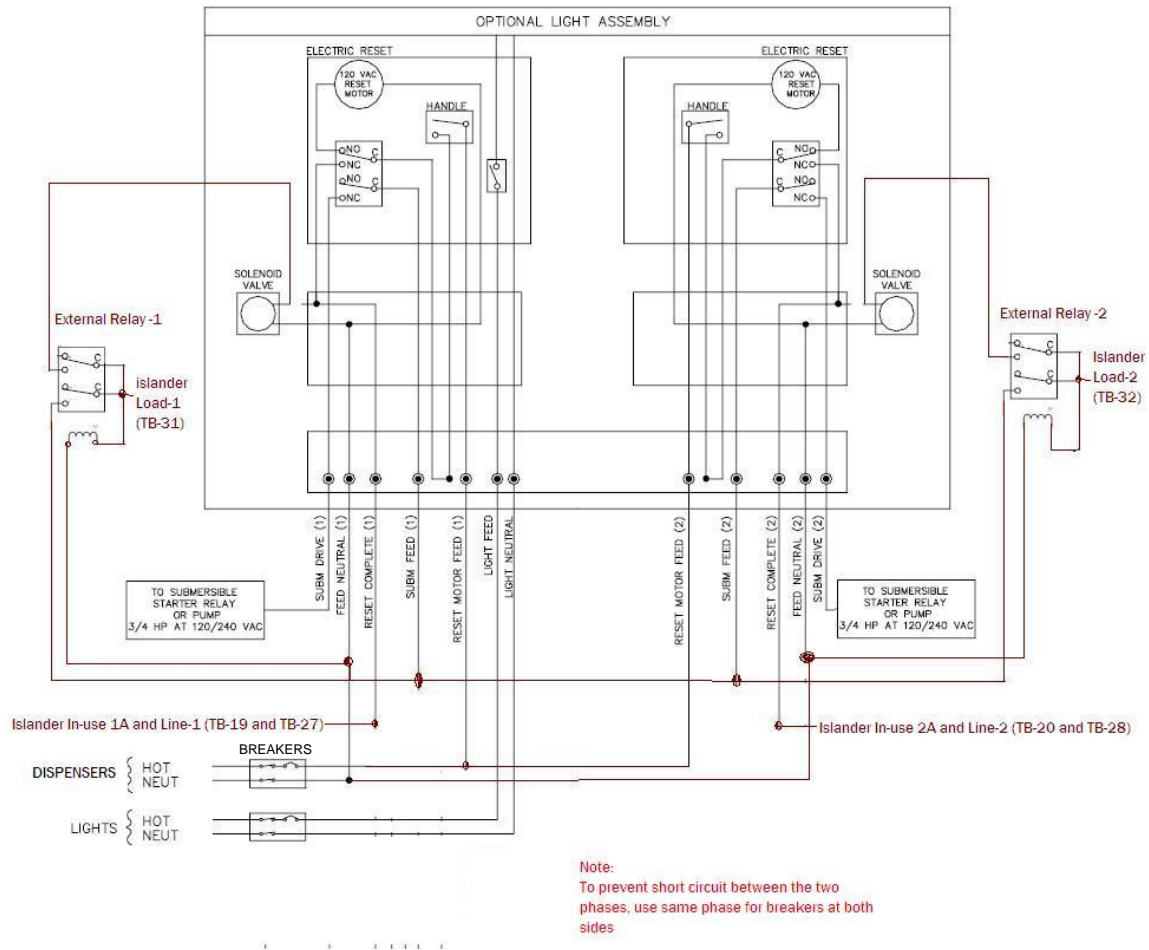 OPTIONAL LIGHT ASSEMBLY
ELECTRIC RESET
120 VAC
RESET
MOTOR
HANDLE
NO C
NC
NO C
NC
ELECTRIC RESET
120 VAC
RESET
MOTOR
HANDLE
C NO
NC
C NO
NC
SOLENOID
VALVE
SOLENOID
VALVE
External Relay -1
C
C
islander
Load-1
(TB-31)
External Relay -2
C
C
Islander
Load-2
(TB-32)
SUBM DRIVE (1)
FEED NEUTRAL (1)
RESET COMPLETE (1)
SUBM FEED (1)
RESET MOTOR FEED (1)
LIGHT FEED
LIGHT NEUTRAL
RESET MOTOR FEED (2)
SUBM FEED (2)
RESET COMPLETE (2)
FEED NEUTRAL (2)
SUBM DRIVE (2)
TO SUBMERSIBLE
STARTER RELAY
OR PUMP
3/4 HP AT 120/240 VAC
TO SUBMERSIBLE
STARTER RELAY
OR PUMP
3/4 HP AT 120/240 VAC
Islander In-use 1A and Line-1 (TB-19 and TB-27)
Islander In-use 2A and Line-2 (TB-20 and TB-28)
BREAKERS
DISPENSERS { HOT
NEUT
LIGHTS { HOT
NEUT
Note:
To prevent short circuit between the two
phases, use same phase for breakers at both
sides